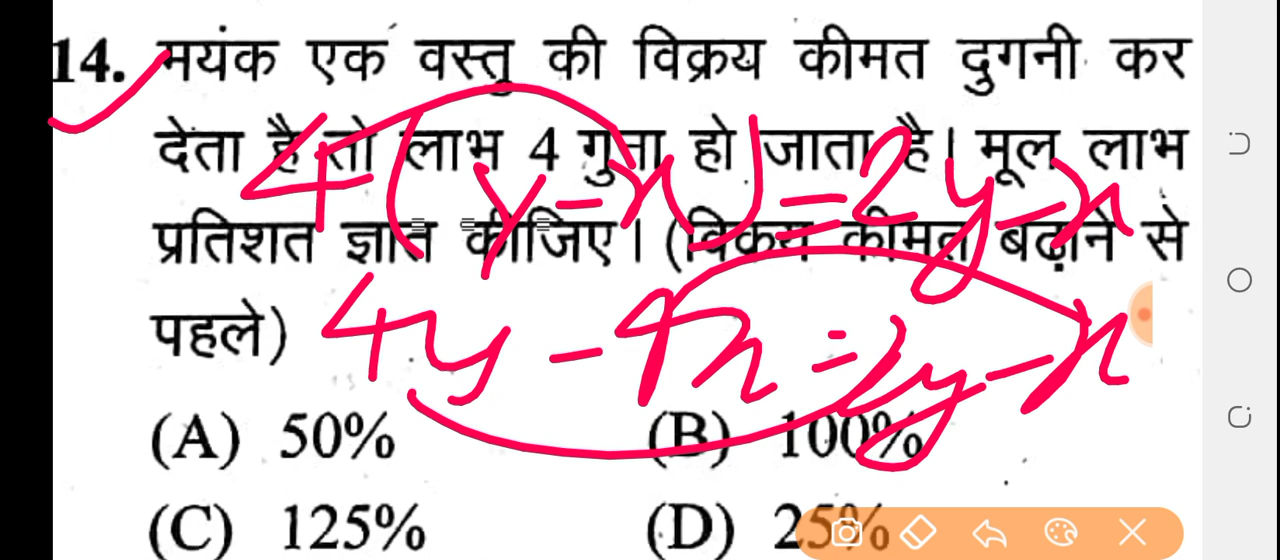 14. मयंक एक वस्तु की विक्रय कीमत दुगनी कर
देता है तो लाभ 4 गुना हो जाता है। मूल लाभ
4(y-x)=2y-x
प्रतिशत ज्ञात कीजिए। (विक्रय कीमत बढ़ाने से
पहले)
4y-4x=2y-x
(A) 50% (B) 100%
(C) 125% (D) 25%